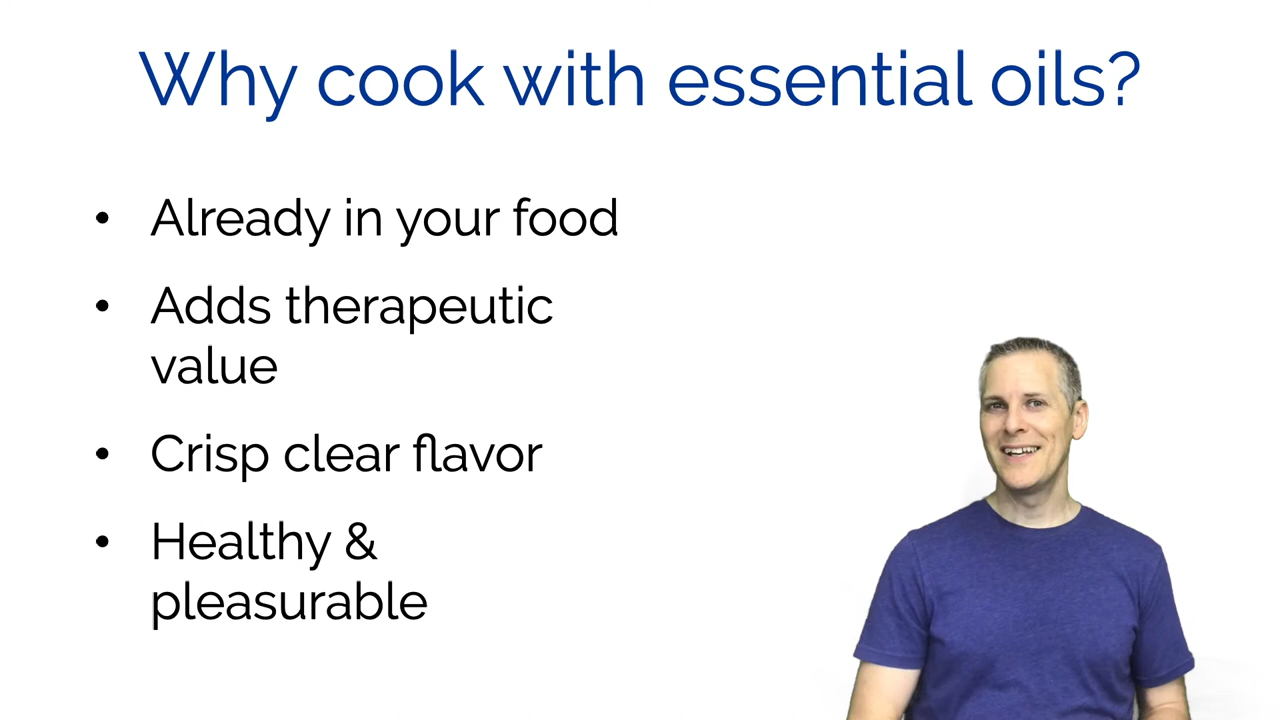 Why cook with essential oils?
• Already in your food
• Adds therapeutic
value
• Crisp clear flavor
• Healthy &
pleasurable